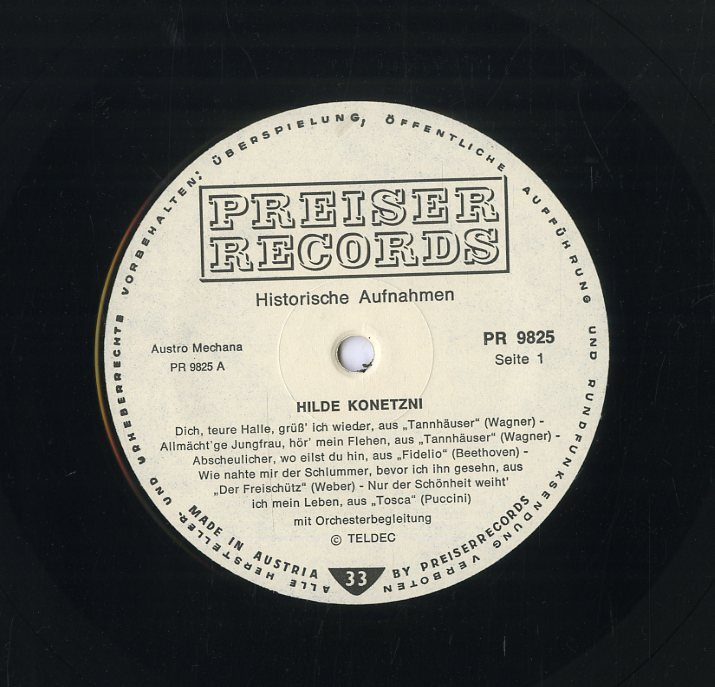 ALLE HERSTELLER- UND URHEBERRECHTE VORBEHALTEN: ÜBERSPIELUNG, ÖFFENTLICHE AUFFÜHRUNG UND RUNDFUNKSENDUNG VERBOTEN
PREISER
RECORDS
Historische Aufnahmen
Austro Mechana
PR 9825 A
PR 9825
Seite 1
HILDE KONETZNI
Dich, teure Halle, grüß' ich wieder, aus „Tannhäuser“ (Wagner) -
Allmächt'ge Jungfrau, hör' mein Flehen, aus „Tannhäuser“ (Wagner) -
Abscheulicher, wo eilst du hin, aus „Fidelio“ (Beethoven) -
Wie nahte mir der Schlummer, bevor ich ihn gesehn, aus
„Der Freischütz“ (Weber) - Nur der Schönheit weiht'
ich mein Leben, aus „Tosca“ (Puccini)
mit Orchesterbegleitung
© TELDEC
MADE IN AUSTRIA
33
BY PREISERRECORDS